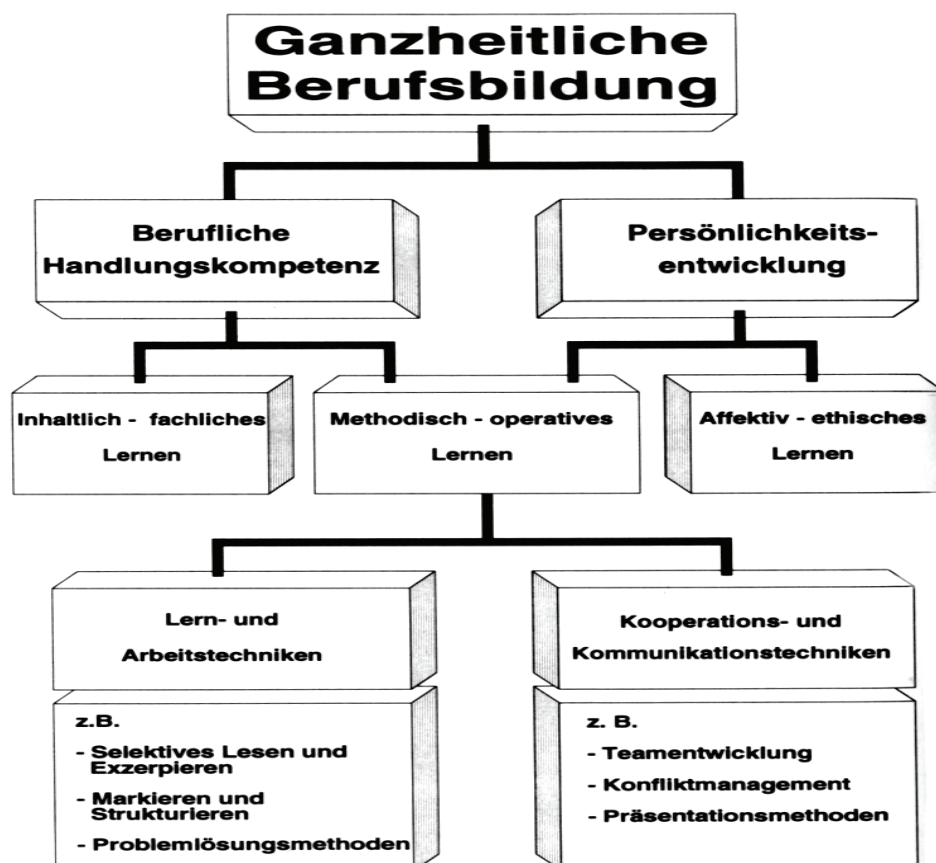 Ganzheitliche
Berufsbildung
Berufliche
Handlungskompetenz
Persönlichkeits-
entwicklung
Inhaltlich - fachliches
Lernen
Methodisch - operatives
Lernen
Affektiv - ethisches
Lernen
Lern- und
Arbeitstechniken
Kooperations- und
Kommunikationstechniken
z.B.
- Selektives Lesen und
Exzerpieren
- Markieren und
Strukturieren
- Problemlösungsmethoden
z. B.
- Teamentwicklung
- Konfliktmanagement
- Präsentationsmethoden